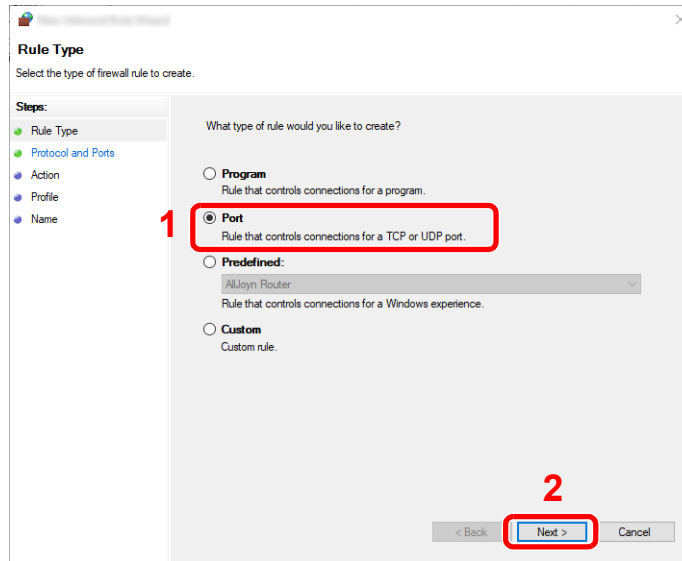 Rule Type
Select the type of firewall rule to create.
Steps:
Rule Type
Protocol and Ports
Action
Profile
Name
What type of rule would you like to create?
Program
Rule that controls connections for a program.
1
Port
Rule that controls connections for a TCP or UDP port.
Predefined:
AllJoyn Router
Rule that controls connections for a Windows experience.
Custom
Custom rule.
2
< Back
Next >
Cancel